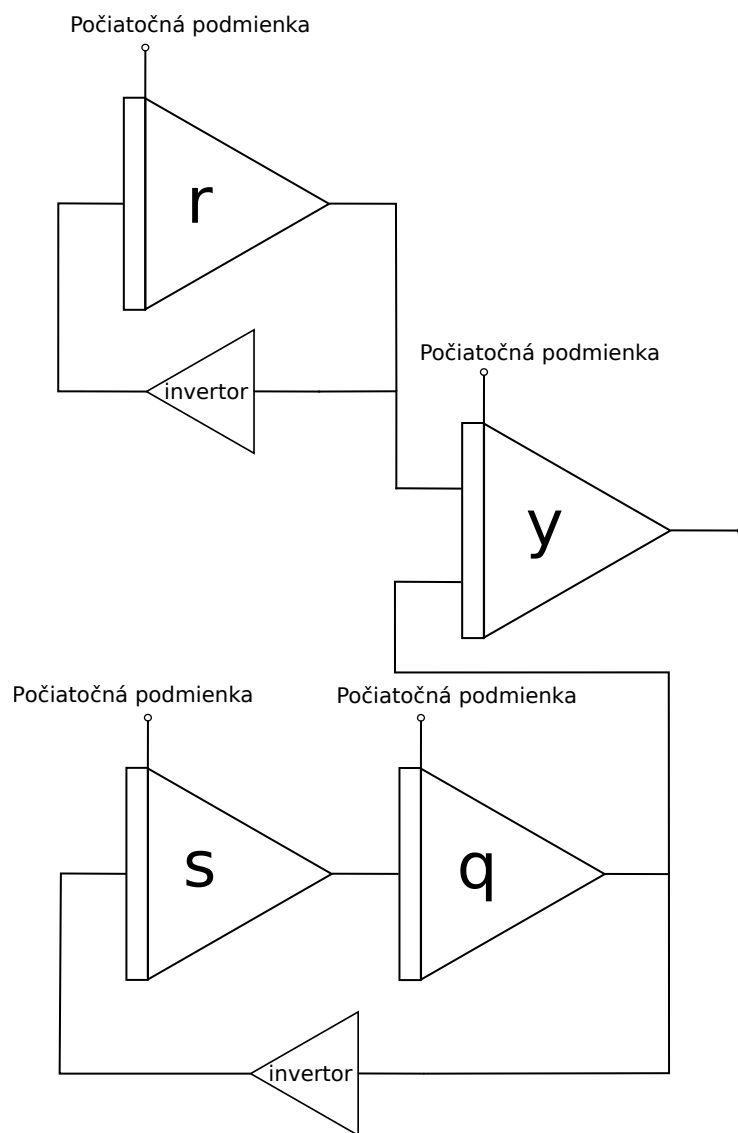 Počiatočná podmienka
r
invertor
Počiatočná podmienka
y
Počiatočná podmienka
Počiatočná podmienka
s
q
invertor